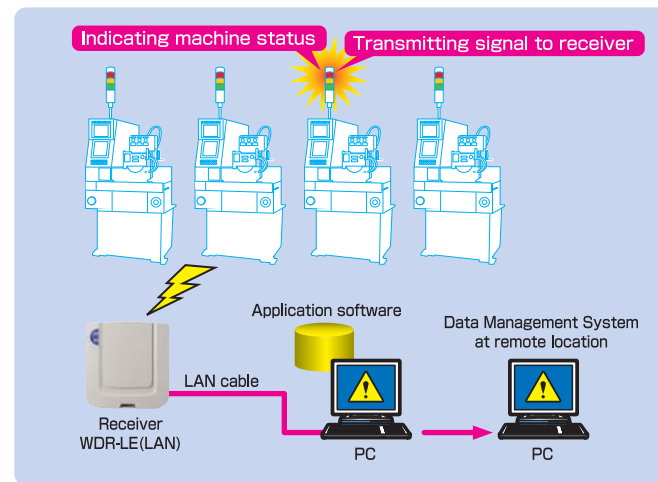 Indicating machine status
Transmitting signal to receiver
Application software
Data Management System
at remote location
LAN cable
Receiver
WDR-LE(LAN)
PC
PC